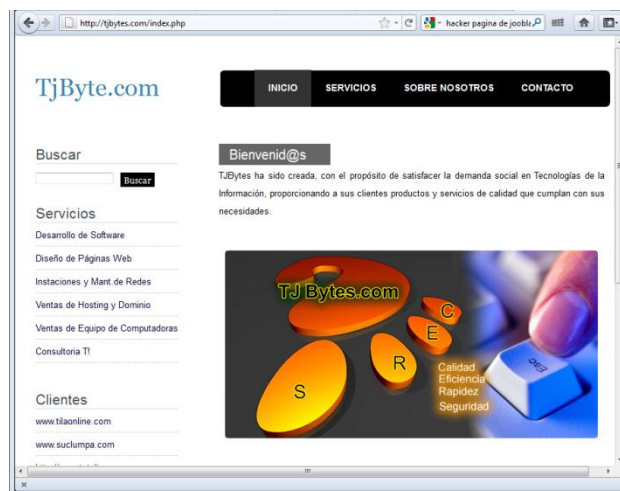 http://tjbytes.com/index.php
hacker pagina de joobla
TjByte.com
INICIO SERVICIOS SOBRE NOSOTROS CONTACTO
Buscar
Buscar
Servicios
Desarrollo de Software
Diseño de Páginas Web
Instaciones y Mant.de Redes
Ventas de Hosting y Dominio
Ventas de Equipo de Computadoras
Consultoria T!
Clientes
www.tilaonline.com
www.suclumpa.com
Bienvenid@s
TJBytes ha sido creada, con el propósito de satisfacer la demanda social en Tecnologías de la
Información, proporcionando a sus clientes productos y servicios de calidad que cumplan con sus
necesidades.
TJ Bytes.com
C
E
R
S
Calidad
Eficiencia
Rapidez
Seguridad
Esc